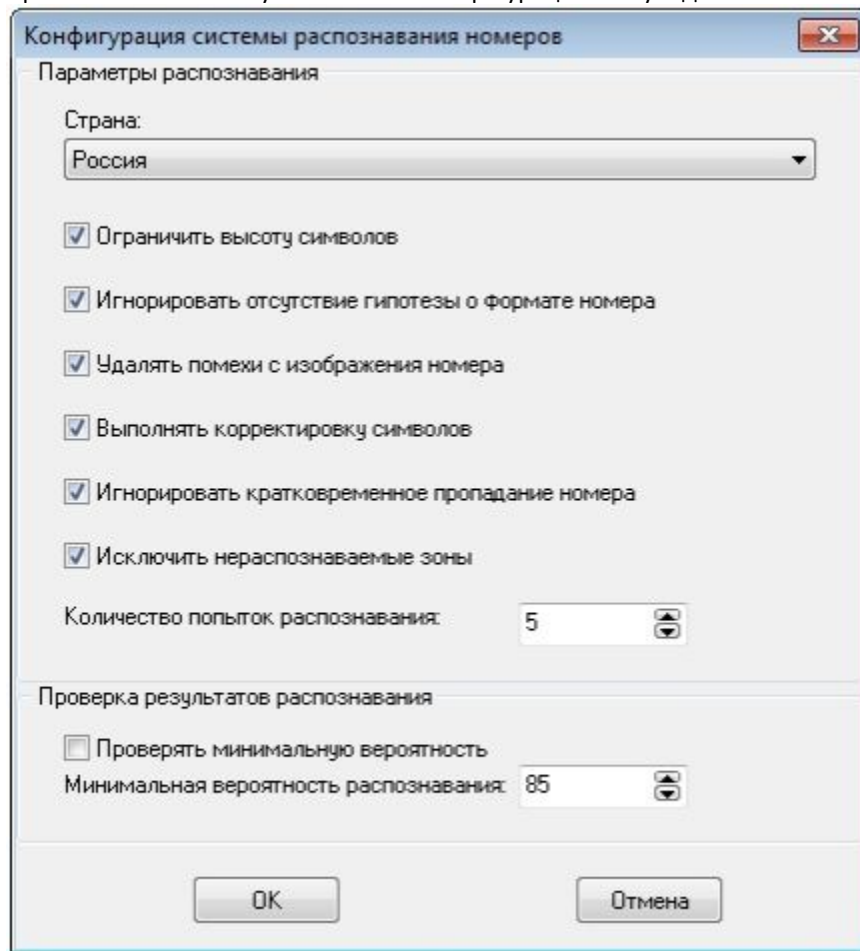 Конфигурация системы распознавания номеров
Параметры распознавания
Страна:
Россия
Ограничить высоту символов
Игнорировать отсутствие гипотезы о формате номера
Удалять помехи с изображения номера
Выполнять корректировку символов
Игнорировать кратковременное пропадание номера
Исключить нераспознаваемые зоны
Количество попыток распознавания: 5
Проверка результатов распознавания
Проверять минимальную вероятность
Минимальная вероятность распознавания: 85
ОК Отмена